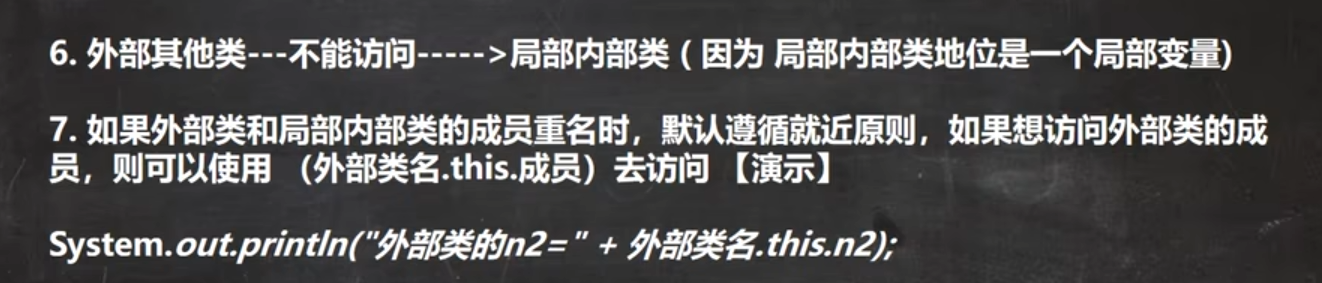 6. 外部其他类---不能访问----->局部内部类 ( 因为 局部内部类地位是一个局部变量)
7. 如果外部类和局部内部类的成员重名时，默认遵循就近原则，如果想访问外部类的成
员，则可以使用 （外部类名.this.成员）去访问 【演示】
System.out.println("外部类的n2=" + 外部类名.this.n2);